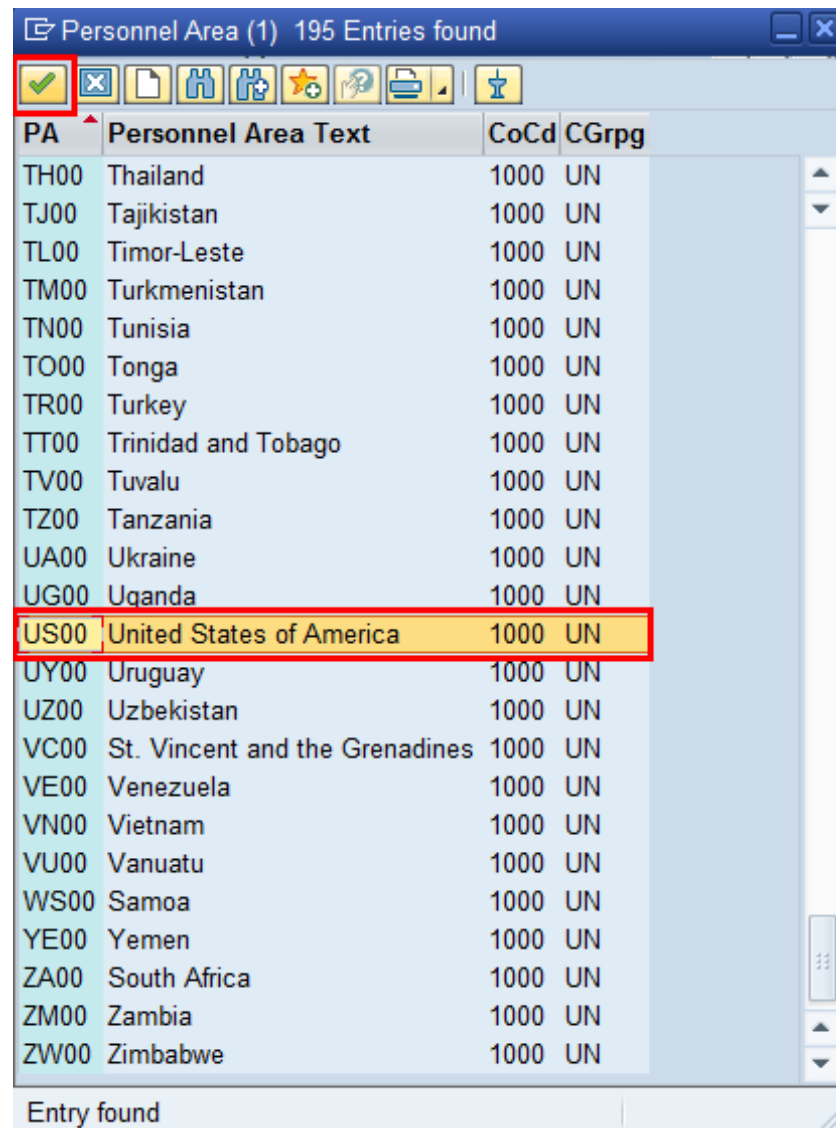 Personnel Area (1) 195 Entries found
PA Personnel Area Text CoCd CGrpg
TH00 Thailand 1000 UN
TJ00 Tajikistan 1000 UN
TL00 Timor-Leste 1000 UN
TM00 Turkmenistan 1000 UN
TN00 Tunisia 1000 UN
TO00 Tonga 1000 UN
TR00 Turkey 1000 UN
TT00 Trinidad and Tobago 1000 UN
TV00 Tuvalu 1000 UN
TZ00 Tanzania 1000 UN
UA00 Ukraine 1000 UN
UG00 Uganda 1000 UN
US00 United States of America 1000 UN
UY00 Uruguay 1000 UN
UZ00 Uzbekistan 1000 UN
VC00 St. Vincent and the Grenadines 1000 UN
VE00 Venezuela 1000 UN
VN00 Vietnam 1000 UN
VU00 Vanuatu 1000 UN
WS00 Samoa 1000 UN
YE00 Yemen 1000 UN
ZA00 South Africa 1000 UN
ZM00 Zambia 1000 UN
ZW00 Zimbabwe 1000 UN
Entry found